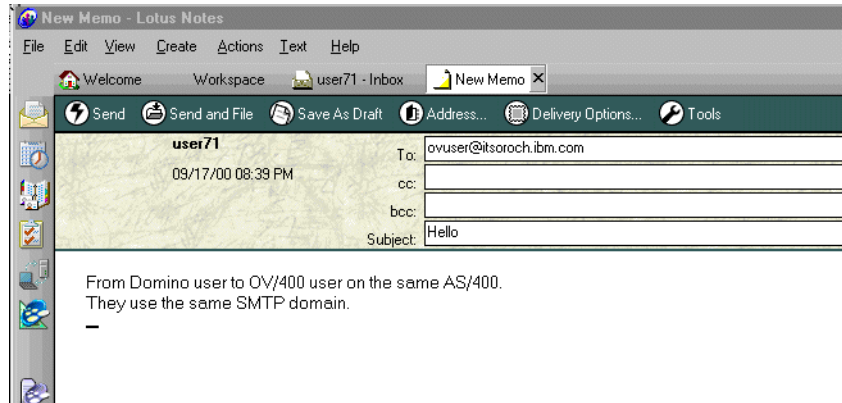 New Memo - Lotus Notes
File Edit View Create Actions Text Help
Welcome Workspace user71 - Inbox New Memo
Send Send and File Save As Draft Address... Delivery Options... Tools
user71
To: ovuser@itsoroch.ibm.com
09/17/00 08:39 PM
cc:
bcc:
Subject: Hello
From Domino user to OV/400 user on the same AS/400.
They use the same SMTP domain.